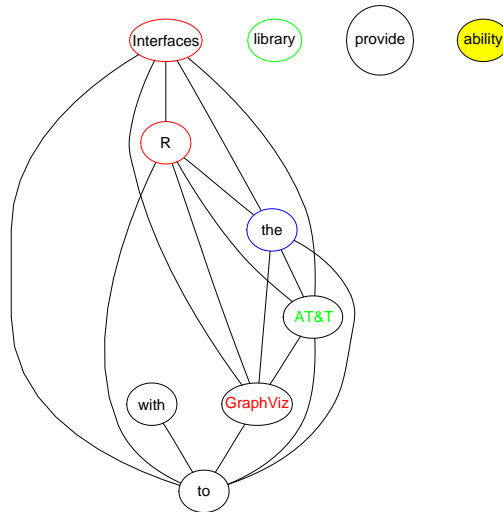 Interfaces library provide ability
R
the
AT&T
with GraphViz
to